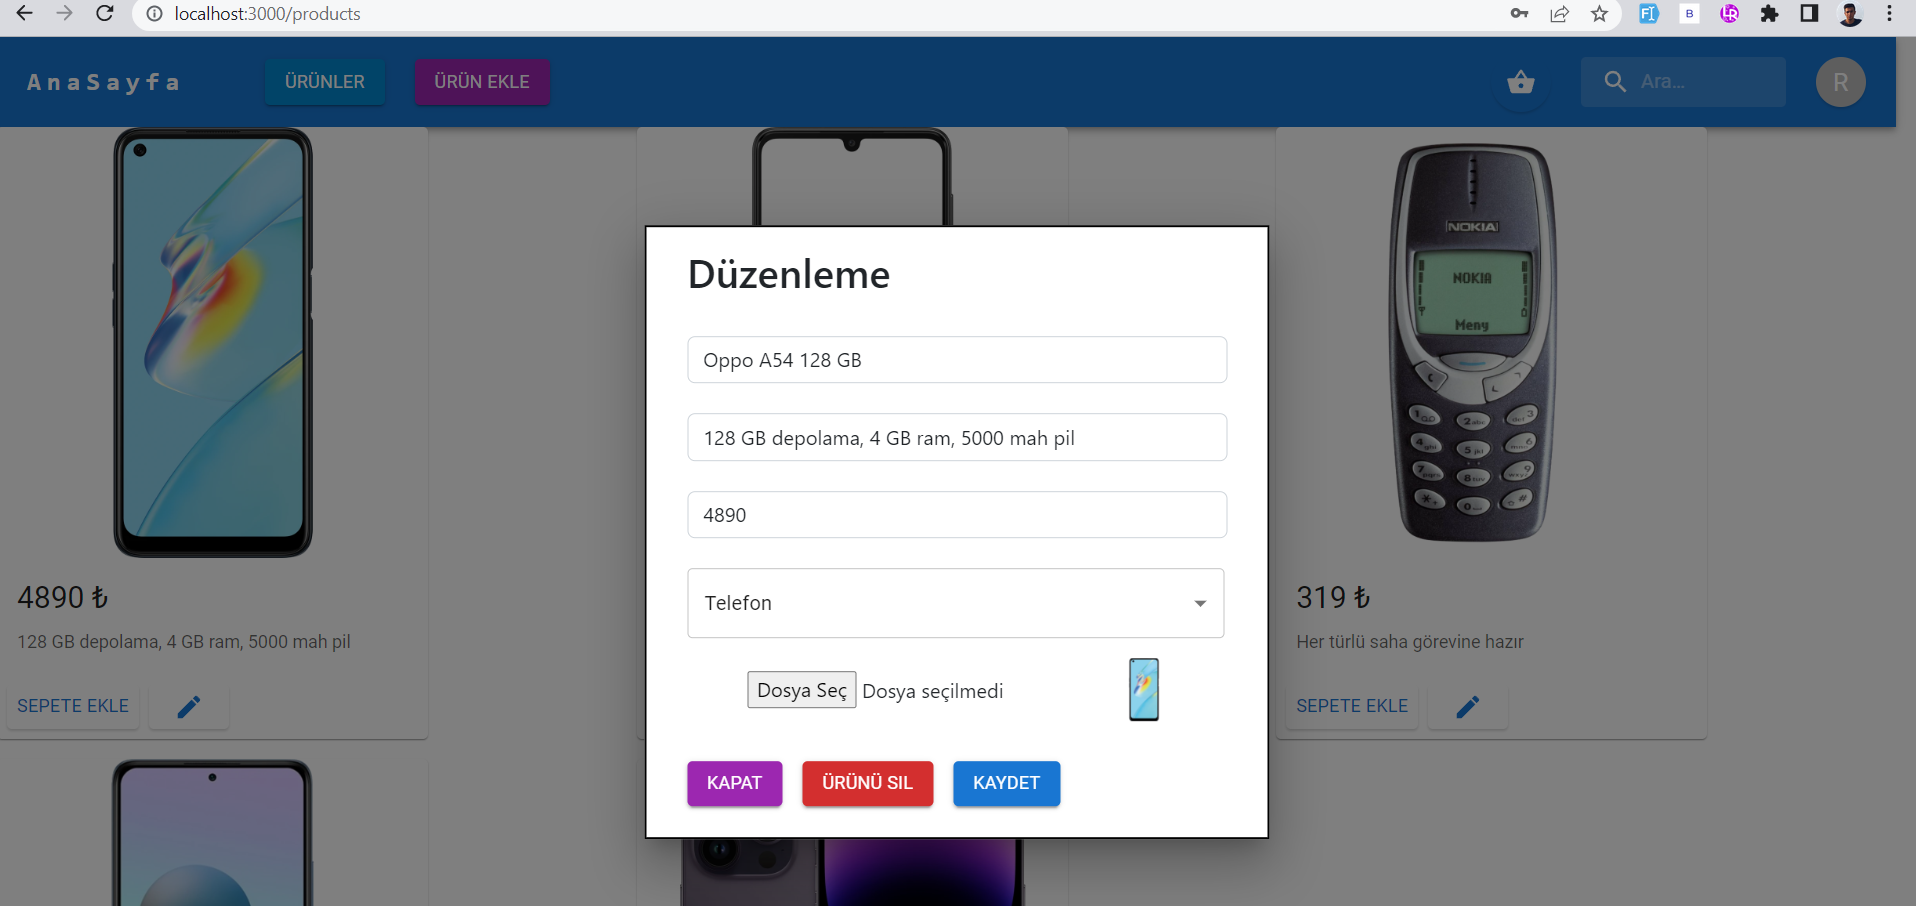 localhost:3000/products
AnaSayfa
ÜRÜNLER
ÜRÜN EKLE
Ara...
R
NOKIA
NOKIA
Meny
Düzenleme
Oppo A54 128 GB
128 GB depolama, 4 GB ram, 5000 mah pil
4890
Telefon
Dosya Seç Dosya seçilmedi
KAPAT
ÜRÜNÜ SIL
KAYDET
4890 ₺
128 GB depolama, 4 GB ram, 5000 mah pil
SEPETE EKLE
319 ₺
Her türlü saha görevine hazır
SEPETE EKLE